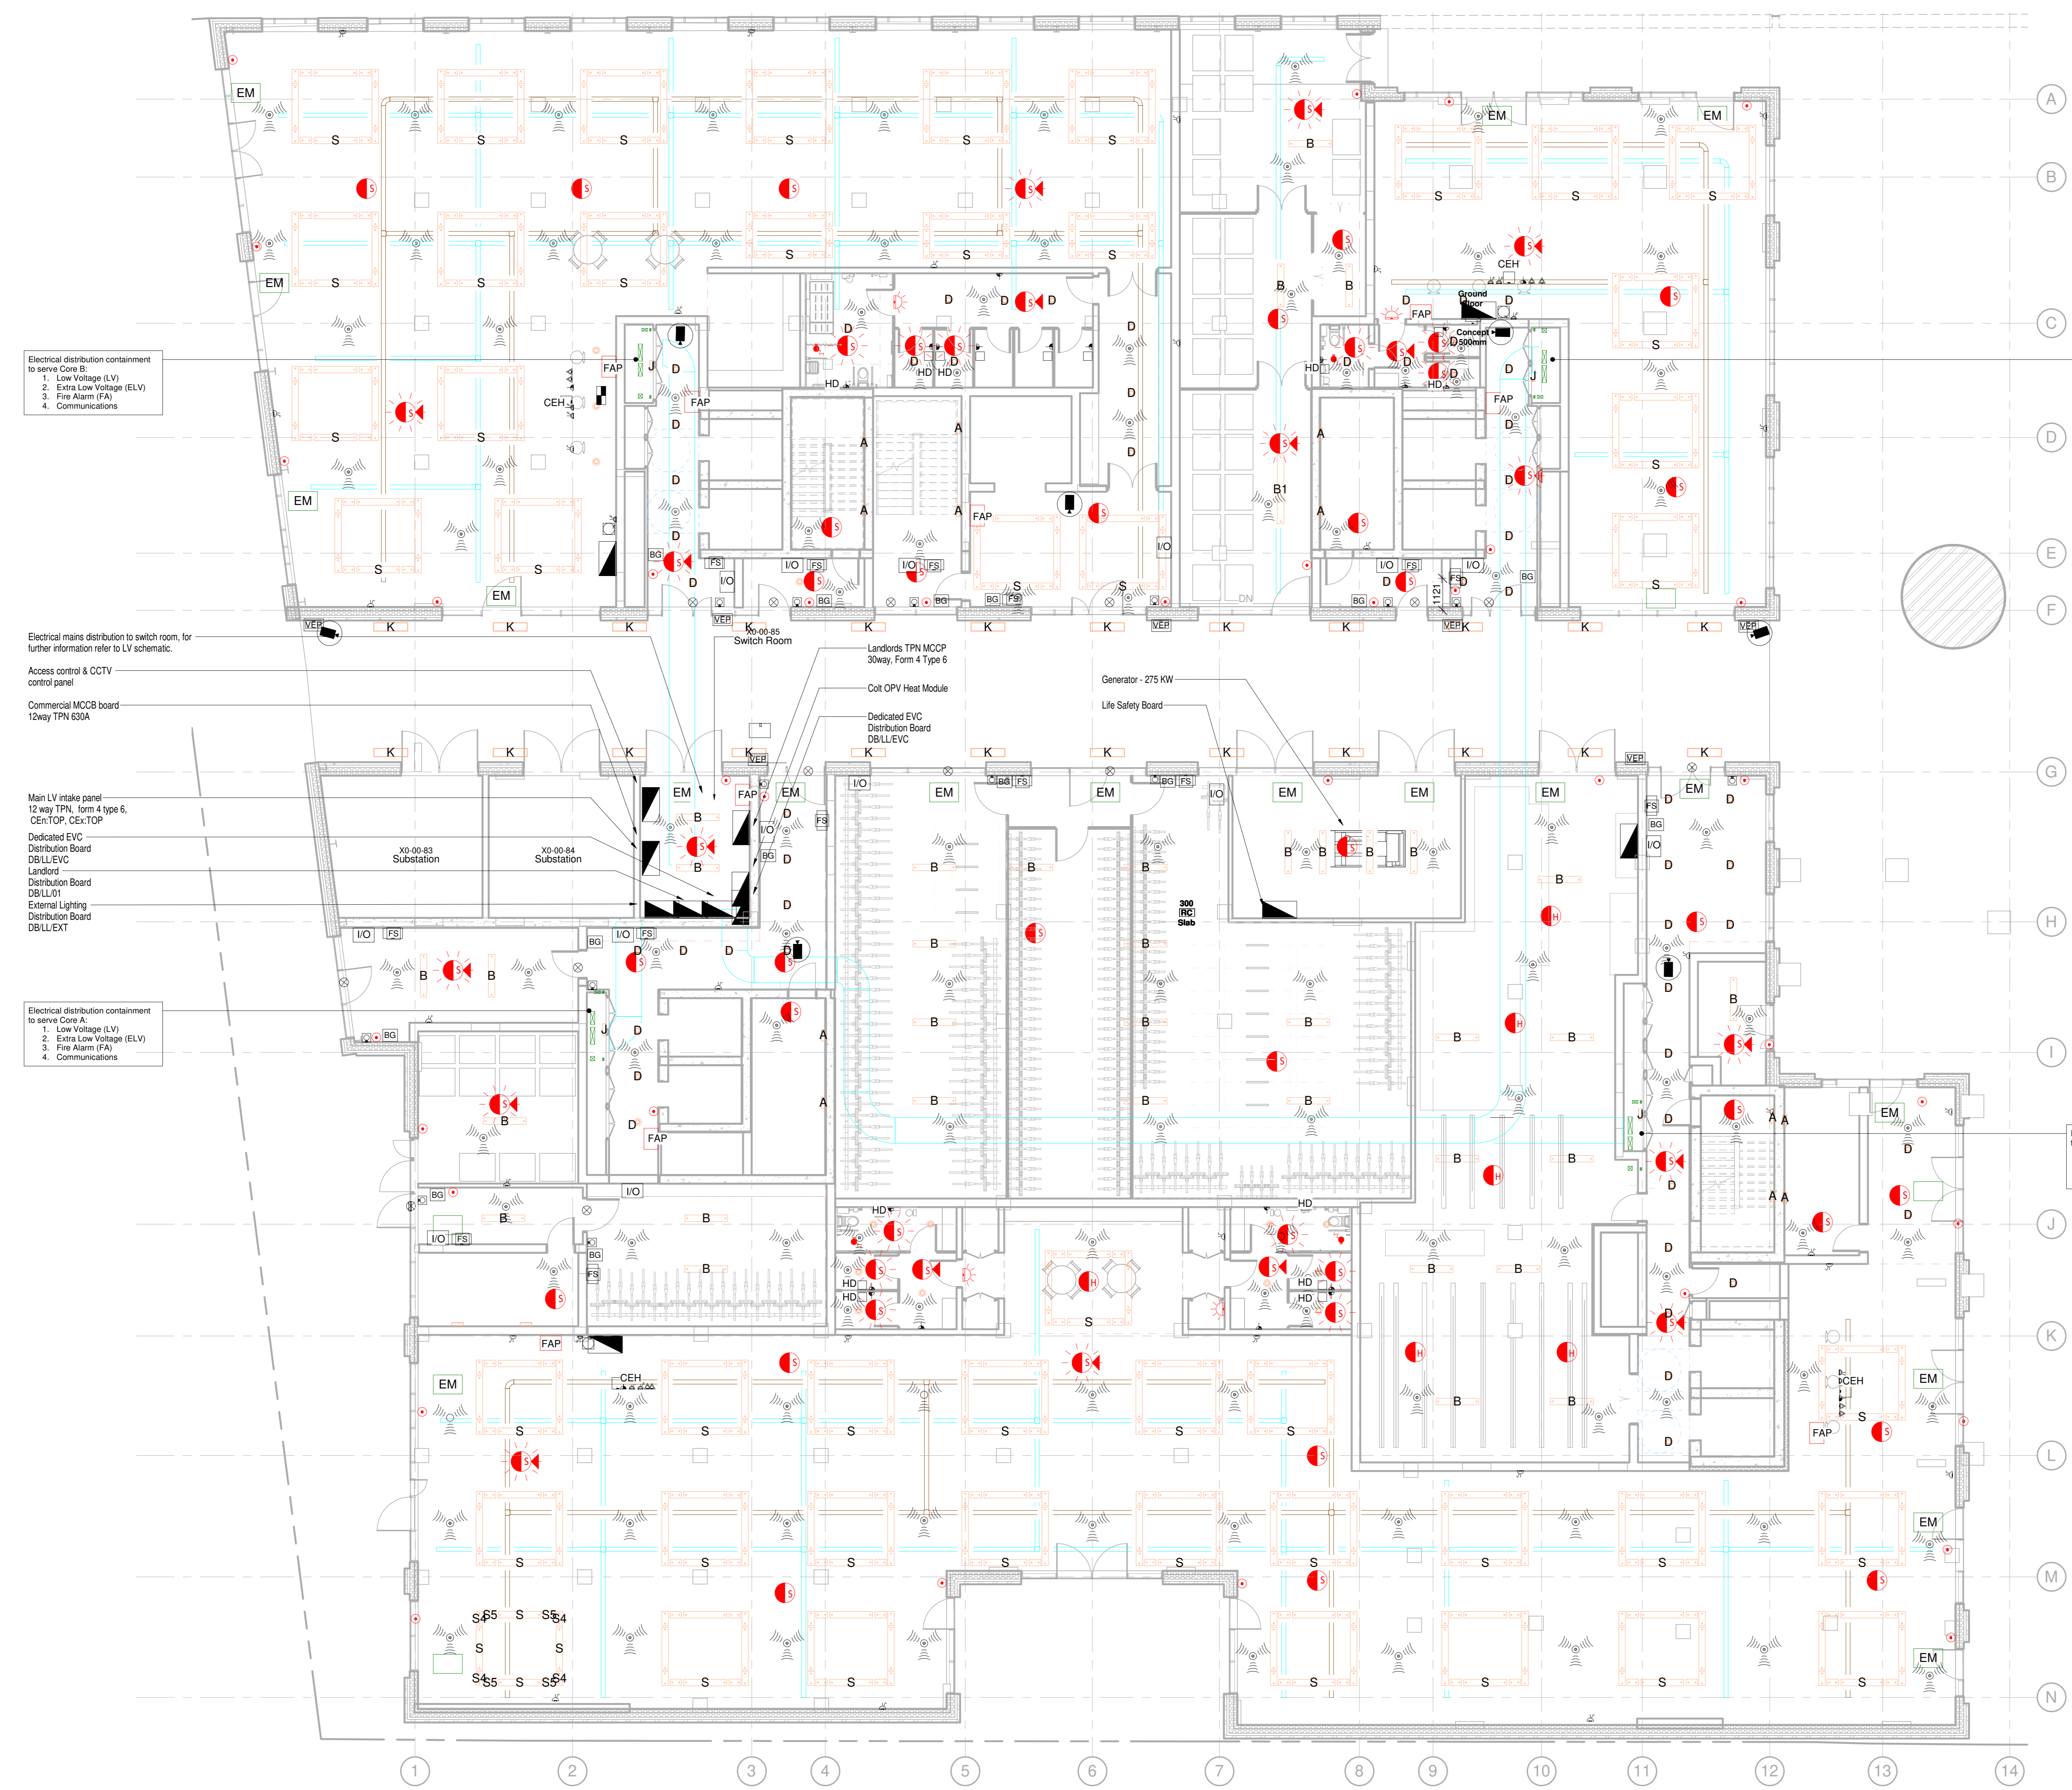 Electrical distribution containment
to serve Core B:
1. Low Voltage (LV)
2. Extra Low Voltage (ELV)
3. Fire Alarm (FA)
4. Communications
Electrical mains distribution to switch room, for
further information refer to LV schematic.
Access control & CCTV
control panel
Commercial MCCB board
12way TPN 630A
Main LV intake panel
12 way TPN, form 4 type 6,
CEn:TOP, CEx:TOP
Dedicated EVC
Distribution Board
DB/LL/EVC
Landlord
Distribution Board
DB/LL/01
External Lighting
Distribution Board
DB/LL/EXT
Electrical distribution containment
to serve Core A:
1. Low Voltage (LV)
2. Extra Low Voltage (ELV)
3. Fire Alarm (FA)
4. Communications
X0-00-85
Switch Room
Landlords TPN MCCP
30way, Form 4 Type 6
Colt OPV Heat Module
Dedicated EVC
Distribution Board
DB/LL/EVC
Generator - 275 KW
Life Safety Board
X0-00-83
Substation
X0-00-84
Substation
300
RC
Slab
Ground
Floor
Concept
500mm
CEH
CEH
CEH
CEH
B1
1121
DN
EM
FAP
VEP
HD
I/O
FS
BG
S4
S5
S
K
D
B
A
J
H
A
B
C
D
E
F
G
H
I
J
K
L
M
N
1
2
3
4
5
6
7
8
9
10
11
12
13
14